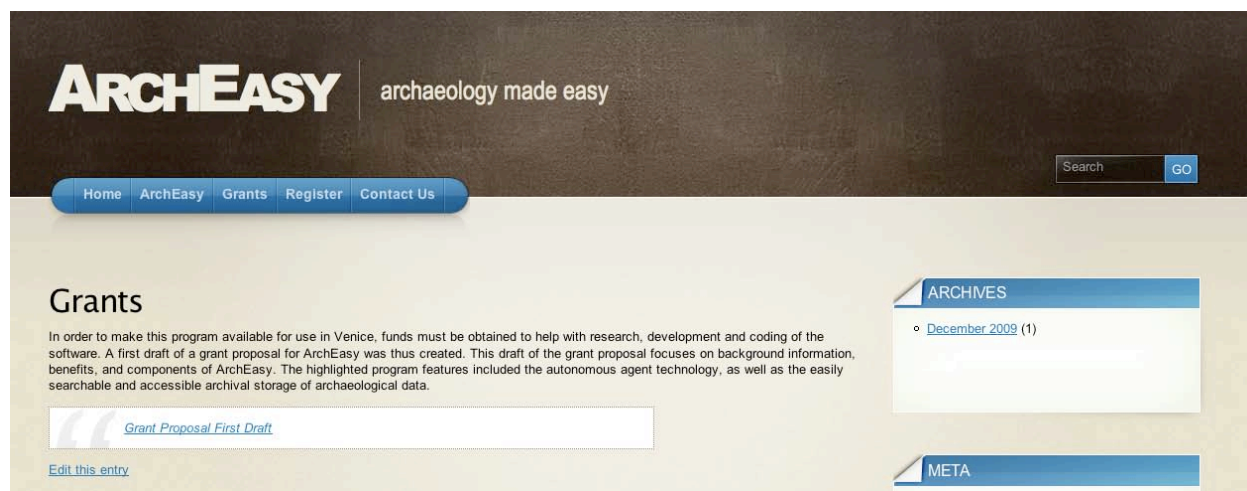 ARCHEASY
archaeology made easy
Search GO
Home ArchEasy Grants Register Contact Us
Grants
In order to make this program available for use in Venice, funds must be obtained to help with research, development and coding of the
software. A first draft of a grant proposal for ArchEasy was thus created. This draft of the grant proposal focuses on background information,
benefits, and components of ArchEasy. The highlighted program features included the autonomous agent technology, as well as the easily
searchable and accessible archival storage of archaeological data.
Grant Proposal First Draft
Edit this entry
ARCHIVES
December 2009 (1)
META